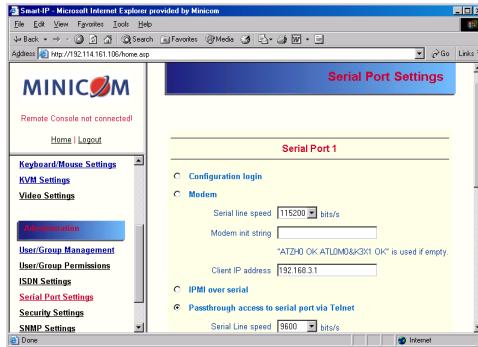 Smart-IP - Microsoft Internet Explorer provided by Minicom
File Edit View Favorites Tools Help
Back Search Favorites Media
Address http://192.114.161.106/home.asp Go Links
MINICOM
Remote Console not connected!
Home | Logout
Keyboard/Mouse Settings
KVM Settings
Video Settings
Administration
User/Group Management
User/Group Permissions
ISDN Settings
Serial Port Settings
Security Settings
SNMP Settings
Serial Port Settings
Serial Port 1
Configuration login
Modem
Serial line speed 115200 bits/s
Modem init string
"ATZH0 OK ATL0M0&K3X1 OK" is used if empty.
Client IP address 192.168.3.1
IPMI over serial
Passthrough access to serial port via Telnet
Serial Line speed 9600 bits/s
Done Internet